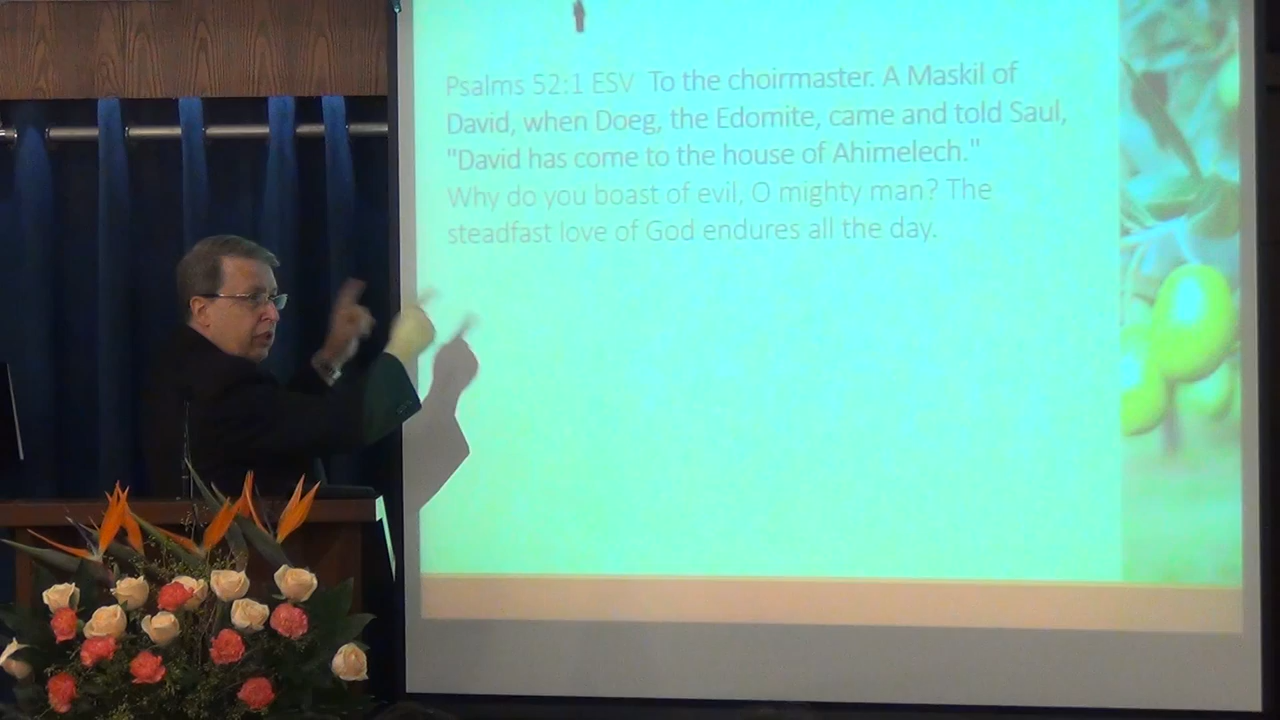 Psalms 52:1 ESV To the choirmaster. A Maskil of
David, when Doeg, the Edomite, came and told Saul,
"David has come to the house of Ahimelech."
Why do you boast of evil, O mighty man? The
steadfast love of God endures all the day.